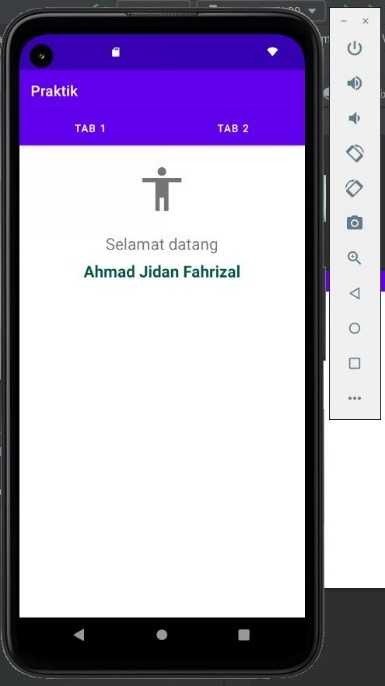 Praktik
TAB 1
TAB 2
Selamat datang
Ahmad Jidan Fahrizal